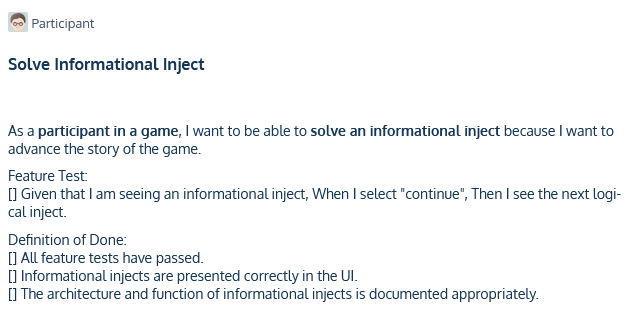 Participant
Solve Informational Inject
As a participant in a game, I want to be able to solve an informational inject because I want to
advance the story of the game.
Feature Test:
[] Given that I am seeing an informational inject, When I select "continue", Then I see the next logi-
cal inject.
Definition of Done:
[] All feature tests have passed.
[] Informational injects are presented correctly in the UI.
[] The architecture and function of informational injects is documented appropriately.